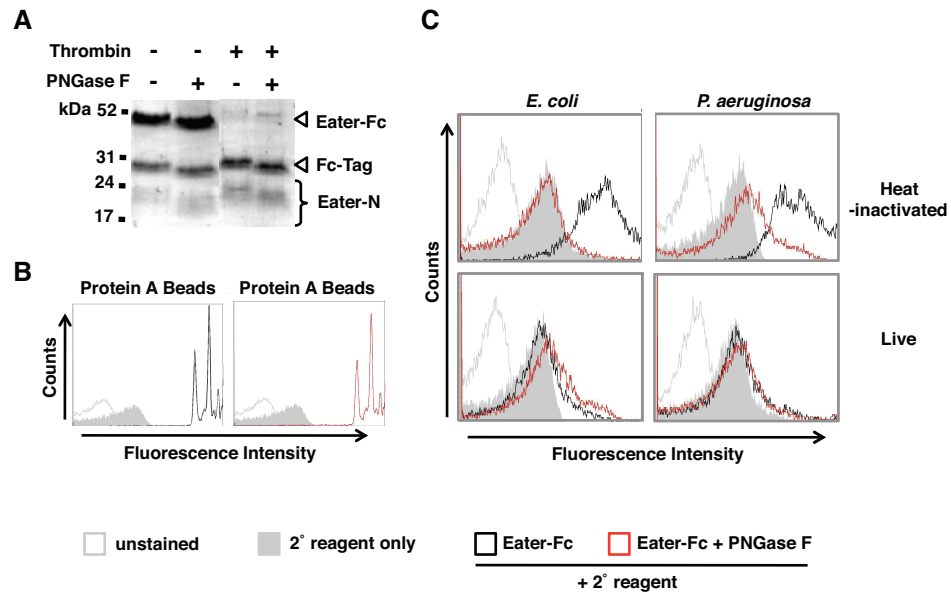 A
Thrombin - - + +
PNGase F - + - +
kDa 52
Eater-Fc
31
Fc-Tag
24
Eater-N
17
B
Protein A Beads Protein A Beads
Counts
Fluorescence Intensity
C
E. coli P. aeruginosa
Heat
-inactivated
Counts
Live
Fluorescence Intensity
unstained 2° reagent only Eater-Fc Eater-Fc + PNGase F
+ 2° reagent